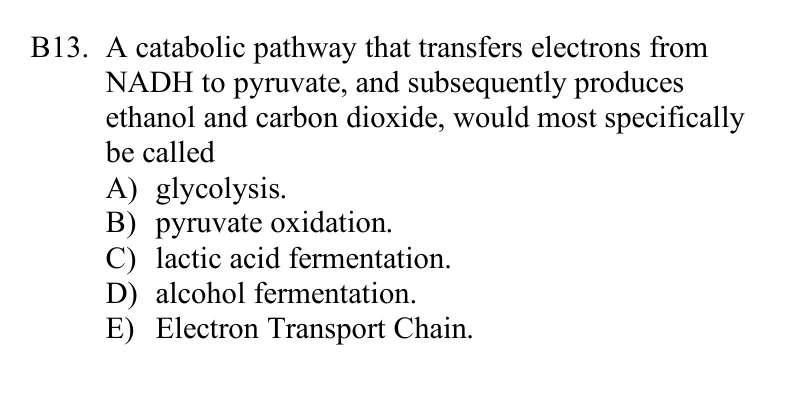 B13. A catabolic pathway that transfers electrons from
NADH to pyruvate, and subsequently produces
ethanol and carbon dioxide, would most specifically
be called
A) glycolysis.
B) pyruvate oxidation.
C) lactic acid fermentation.
D) alcohol fermentation.
E) Electron Transport Chain.